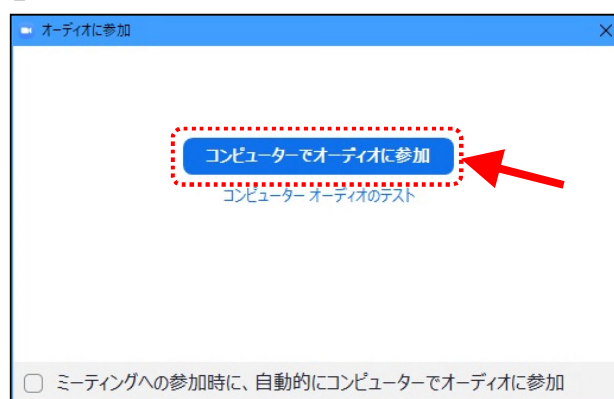 オーディオに参加
コンピューターでオーディオに参加
コンピューター オーディオのテスト
ミーティングへの参加時に、自動的にコンピューターでオーディオに参加